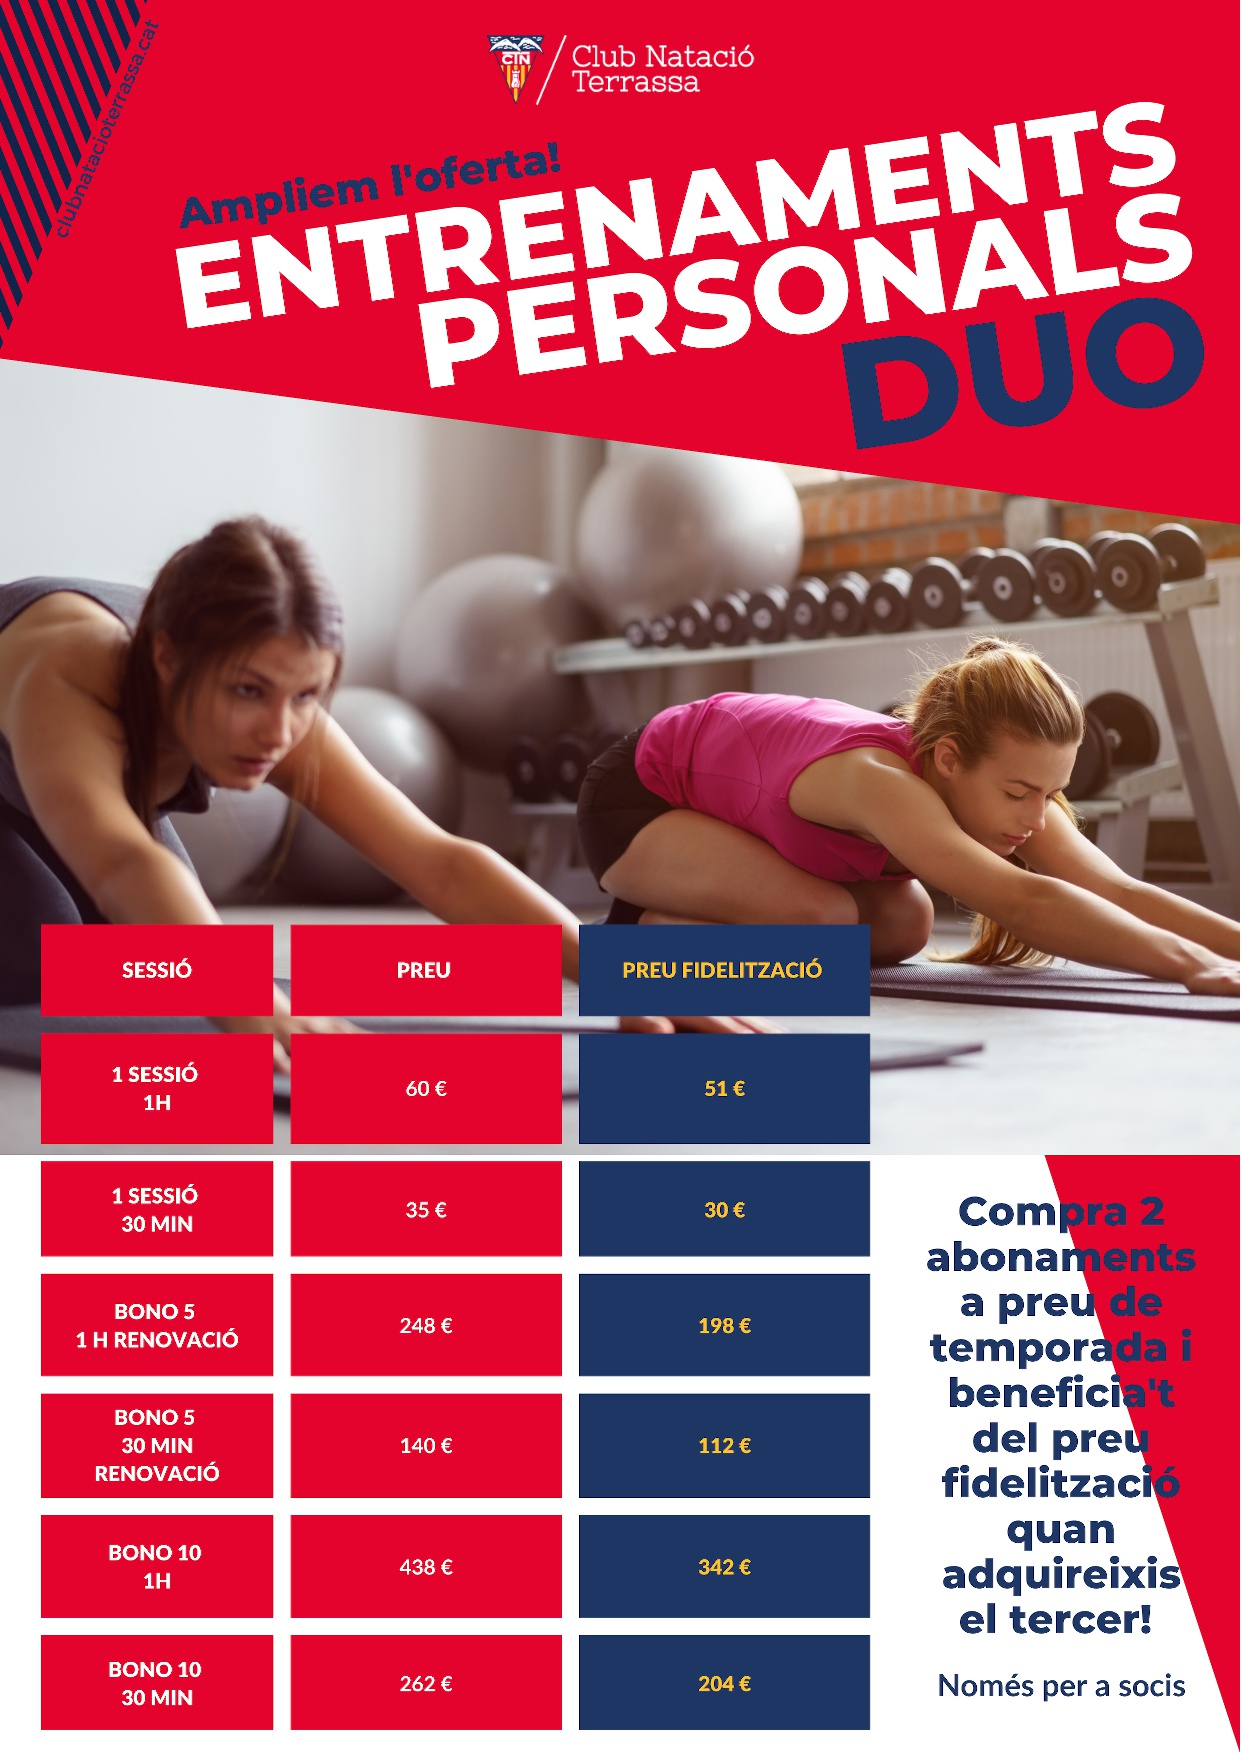 clubnatacioterrassa.cat
CTN
Club Natació
Terrassa
Ampliem l'oferta!
ENTRENAMENTS
PERSONALS
DUO
SESSIÓ
PREU
PREU FIDELITZACIÓ
1 SESSIÓ
1H
60 €
51 €
1 SESSIÓ
30 MIN
35 €
30 €
BONO 5
1 H RENOVACIÓ
248 €
198 €
BONO 5
30 MIN
RENOVACIÓ
140 €
112 €
BONO 10
1H
438 €
342 €
BONO 10
30 MIN
262 €
204 €
Compra 2
abonaments
a preu de
temporada i
beneficia't
del preu
fidelització
quan
adquireixis
el tercer!
Només per a socis